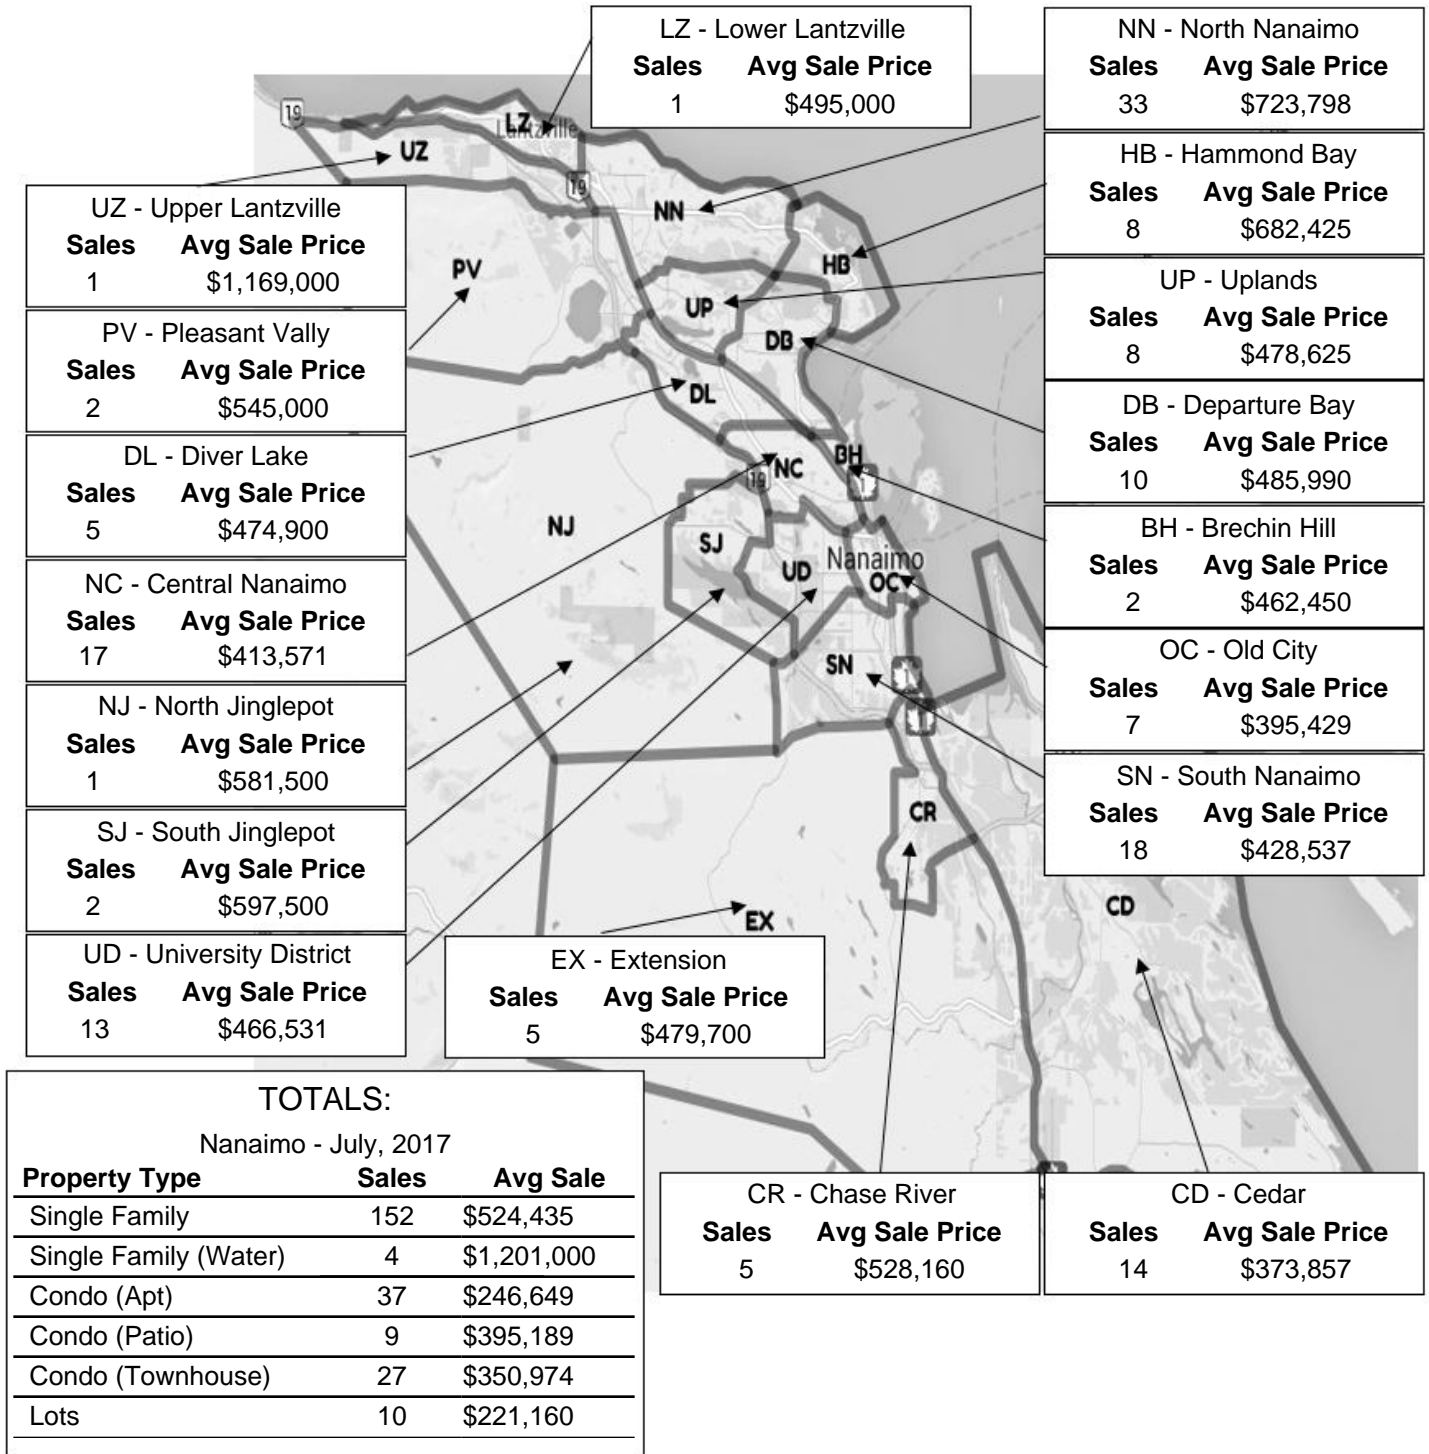 LZ - Lower Lantzville
Sales Avg Sale Price
1 $495,000
NN - North Nanaimo
Sales Avg Sale Price
33 $723,798
HB - Hammond Bay
Sales Avg Sale Price
8 $682,425
UP - Uplands
Sales Avg Sale Price
8 $478,625
DB - Departure Bay
Sales Avg Sale Price
10 $485,990
BH - Brechin Hill
Sales Avg Sale Price
2 $462,450
OC - Old City
Sales Avg Sale Price
7 $395,429
SN - South Nanaimo
Sales Avg Sale Price
18 $428,537
UZ - Upper Lantzville
Sales Avg Sale Price
1 $1,169,000
PV - Pleasant Vally
Sales Avg Sale Price
2 $545,000
DL - Diver Lake
Sales Avg Sale Price
5 $474,900
NC - Central Nanaimo
Sales Avg Sale Price
17 $413,571
NJ - North Jinglepot
Sales Avg Sale Price
1 $581,500
SJ - South Jinglepot
Sales Avg Sale Price
2 $597,500
UD - University District
Sales Avg Sale Price
13 $466,531
EX - Extension
Sales Avg Sale Price
5 $479,700
CR - Chase River
Sales Avg Sale Price
5 $528,160
CD - Cedar
Sales Avg Sale Price
14 $373,857
19
LZ
Lantzville
UZ
19
NN
PV
HB
UP
DB
DL
BH
NC
19
1
NJ
SJ
Nanaimo
UD
OC
SN
1
1
CR
CD
EX
TOTALS:
Nanaimo - July, 2017
Property Type Sales Avg Sale
Single Family 152 $524,435
Single Family (Water) 4 $1,201,000
Condo (Apt) 37 $246,649
Condo (Patio) 9 $395,189
Condo (Townhouse) 27 $350,974
Lots 10 $221,160